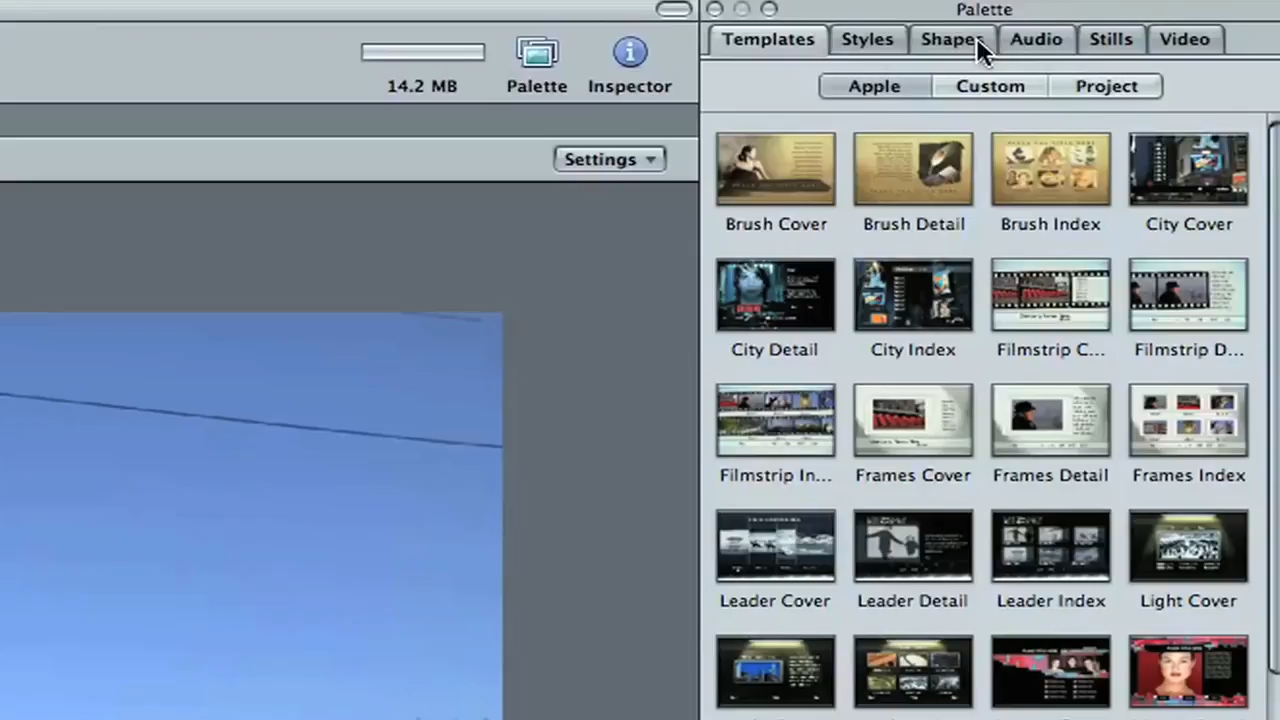 Palette
Templates Styles Shapes Audio Stills Video
14.2 MB Palette Inspector
Apple Custom Project
Settings
Brush Cover Brush Detail Brush Index City Cover
City Detail City Index Filmstrip C... Filmstrip D...
Filmstrip In... Frames Cover Frames Detail Frames Index
Leader Cover Leader Detail Leader Index Light Cover